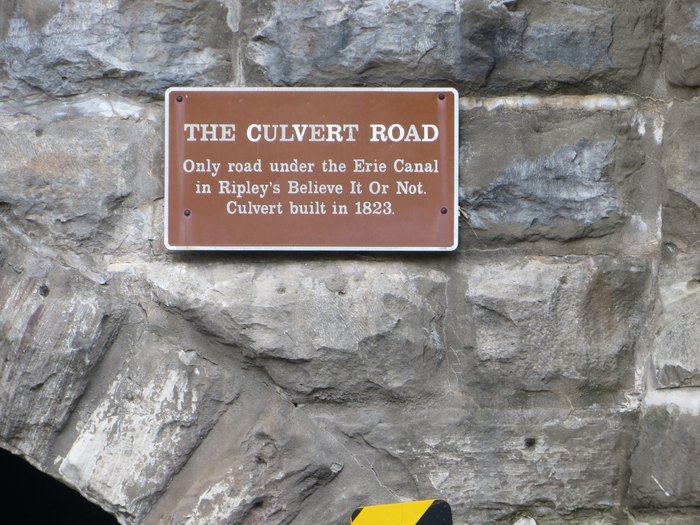 THE CULVERT ROAD
Only road under the Erie Canal
in Ripley's Believe It Or Not.
Culvert built in 1823.